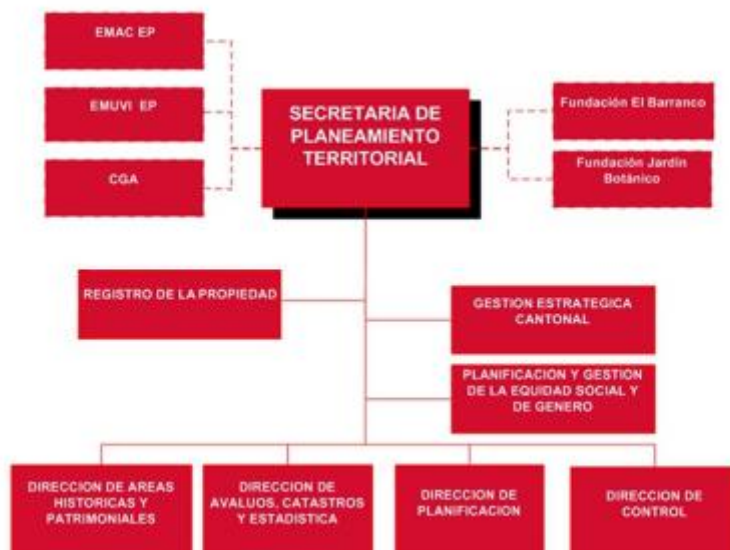 EMAC EP
EMUVI EP
CGA
SECRETARIA DE
PLANEAMIENTO
TERRITORIAL
Fundación El Barranco
Fundación Jardín
Botánico
REGISTRO DE LA PROPIEDAD
GESTION ESTRATEGICA
CANTONAL
PLANIFICACION Y GESTION
DE LA EQUIDAD SOCIAL Y
DE GENERO
DIRECCION DE AREAS
HISTORICAS Y
PATRIMONIALES
DIRECCION DE
AVALUOS, CATASTROS
Y ESTADISTICA
DIRECCION DE
PLANIFICACION
DIRECCION DE
CONTROL